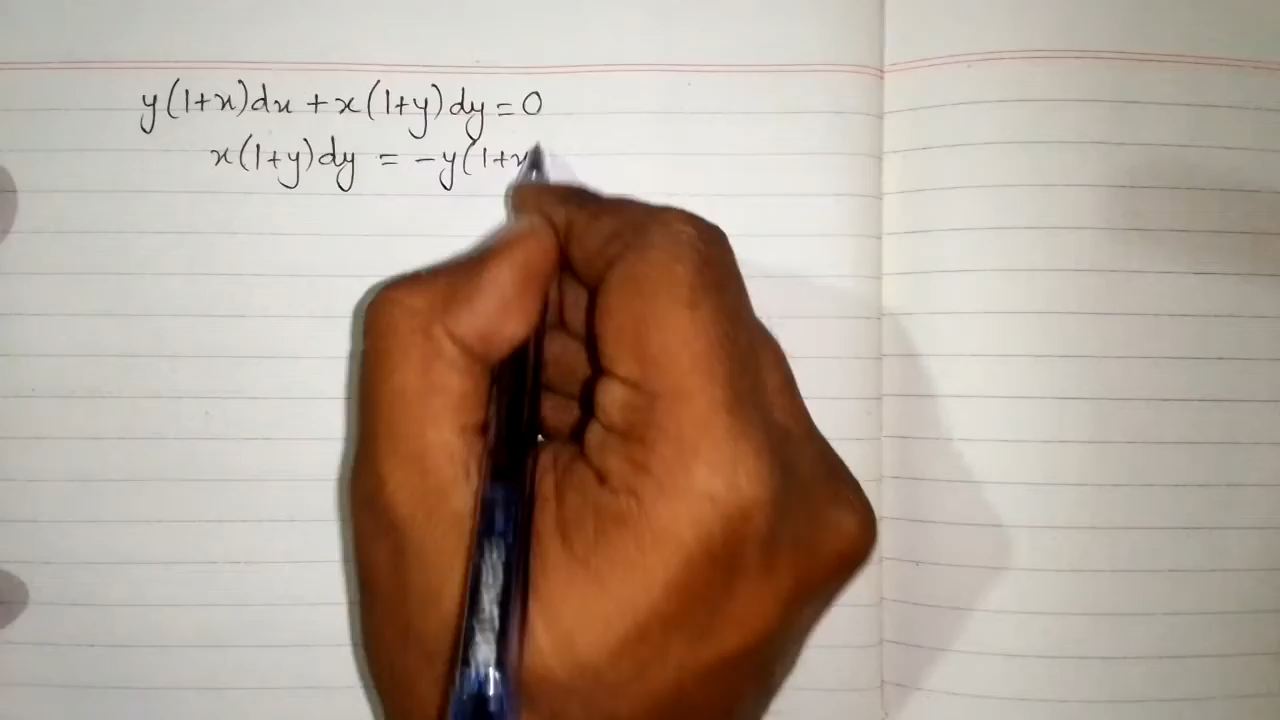 y(1+x)dx + x(1+y)dy = 0
x(1+y)dy = -y(1+x